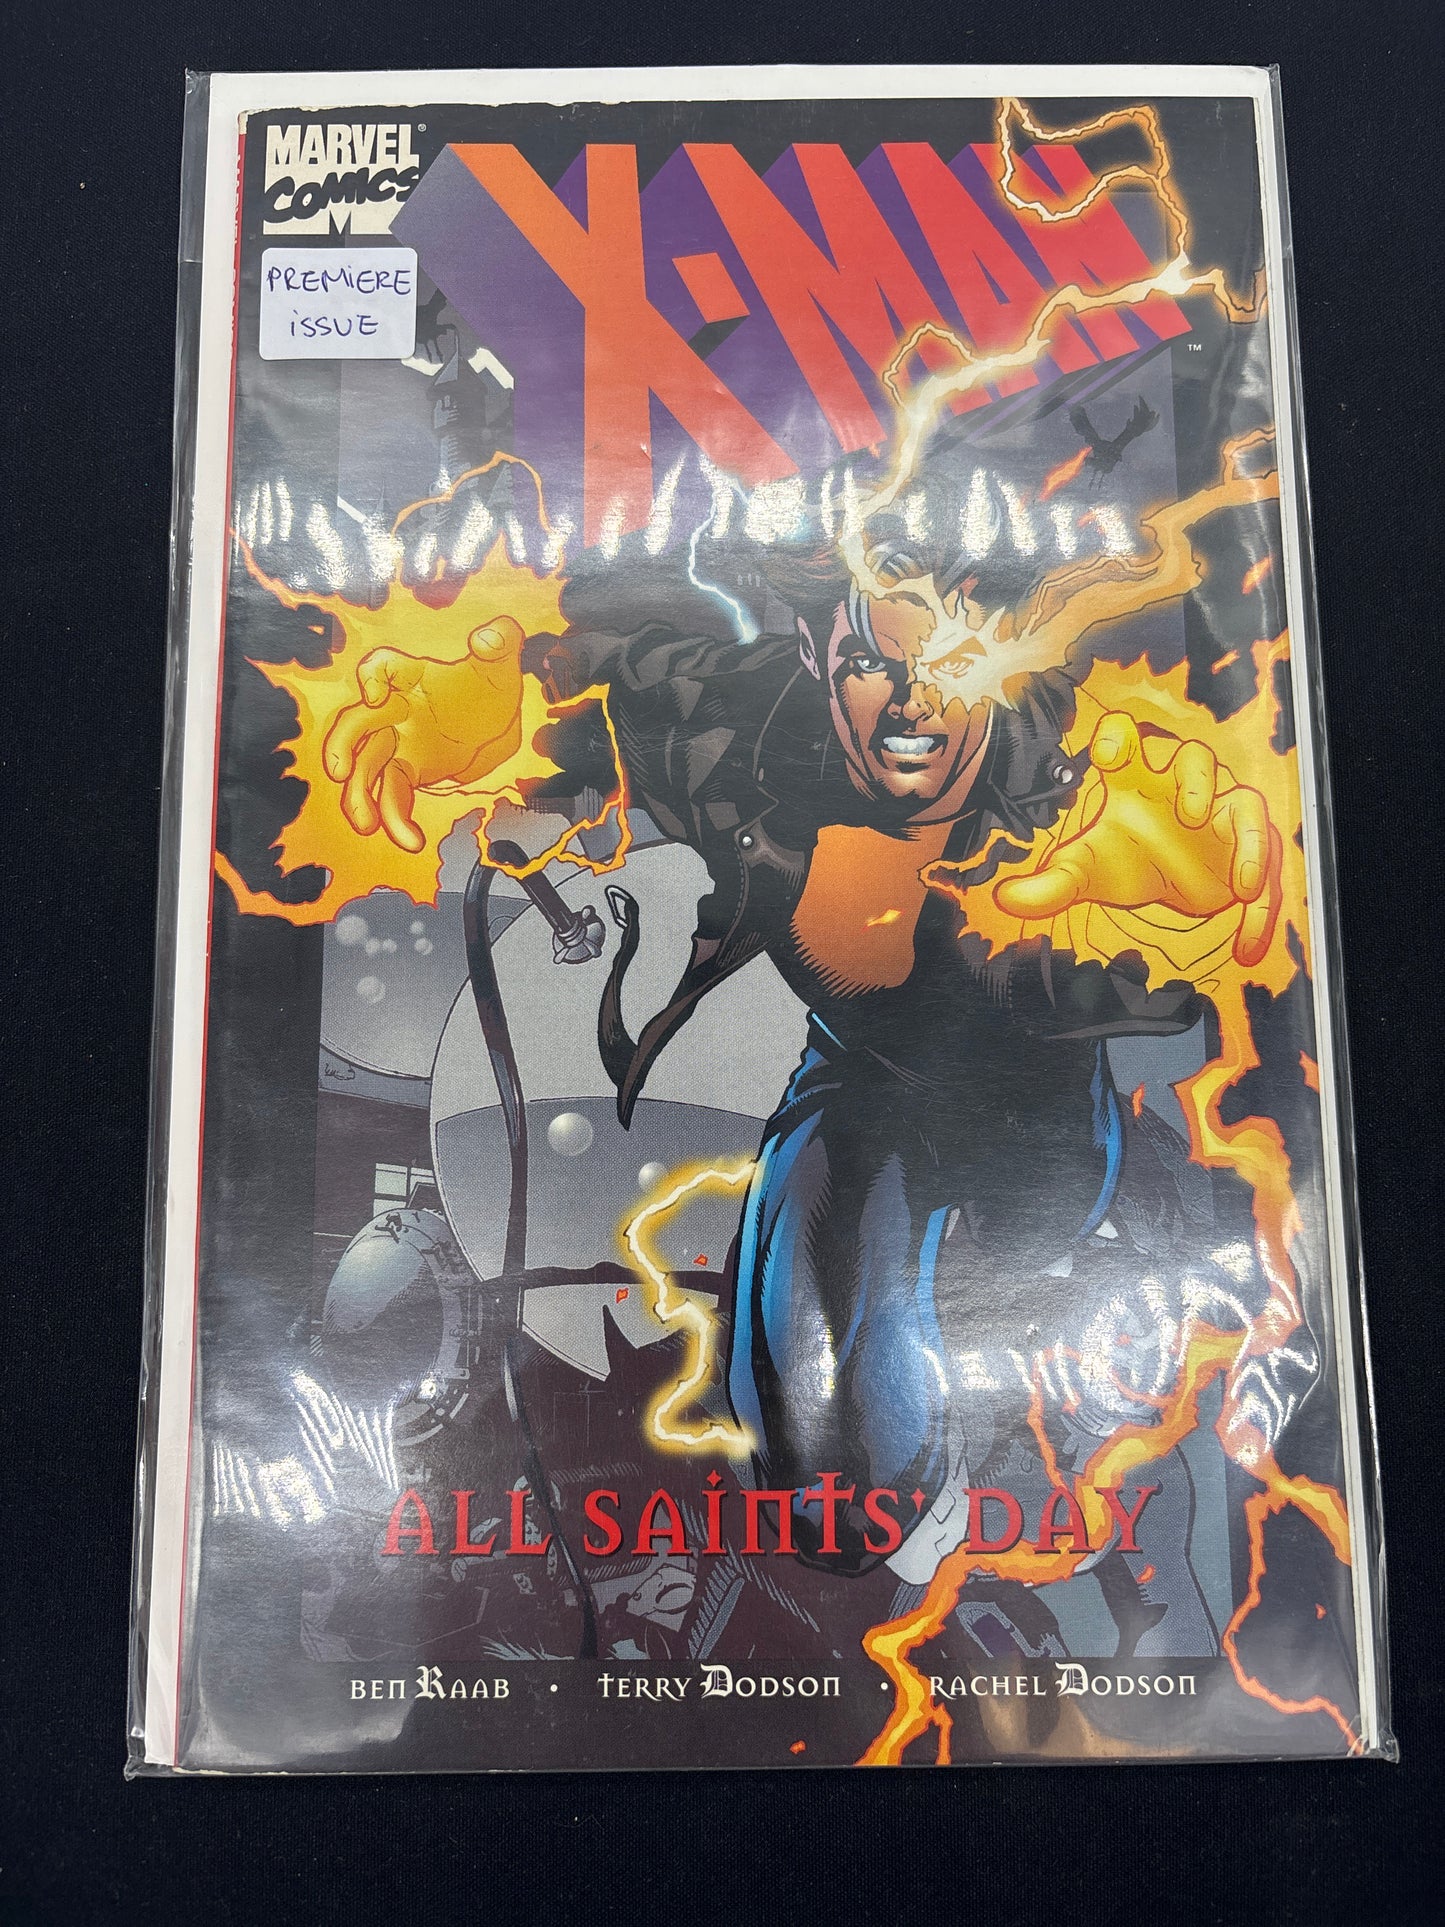 MARVEL®
COMICS
M
PREMIERE
iSSUE
X-MAN
™
ALL SAINTS' DAY
BEN RAAB • TERRY DODSON • RACHEL DODSON